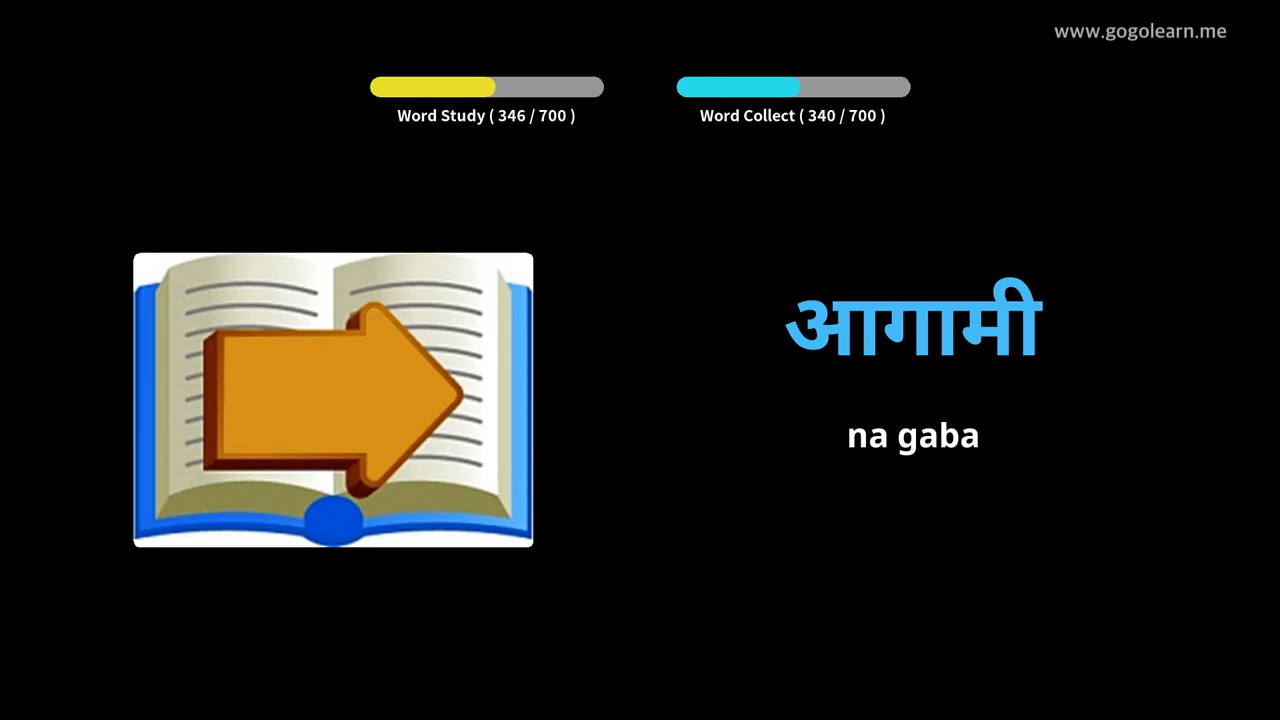 www.gogolearn.me
Word Study ( 346 / 700 )
Word Collect ( 340 / 700 )
आगामी
na gaba